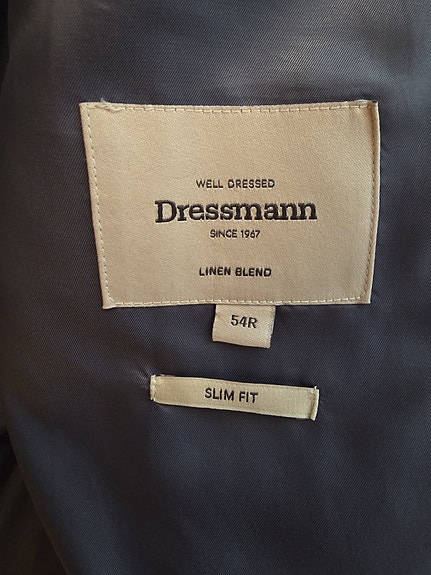 WELL DRESSED
Dressmann
SINCE 1967
LINEN BLEND
54R
SLIM FIT